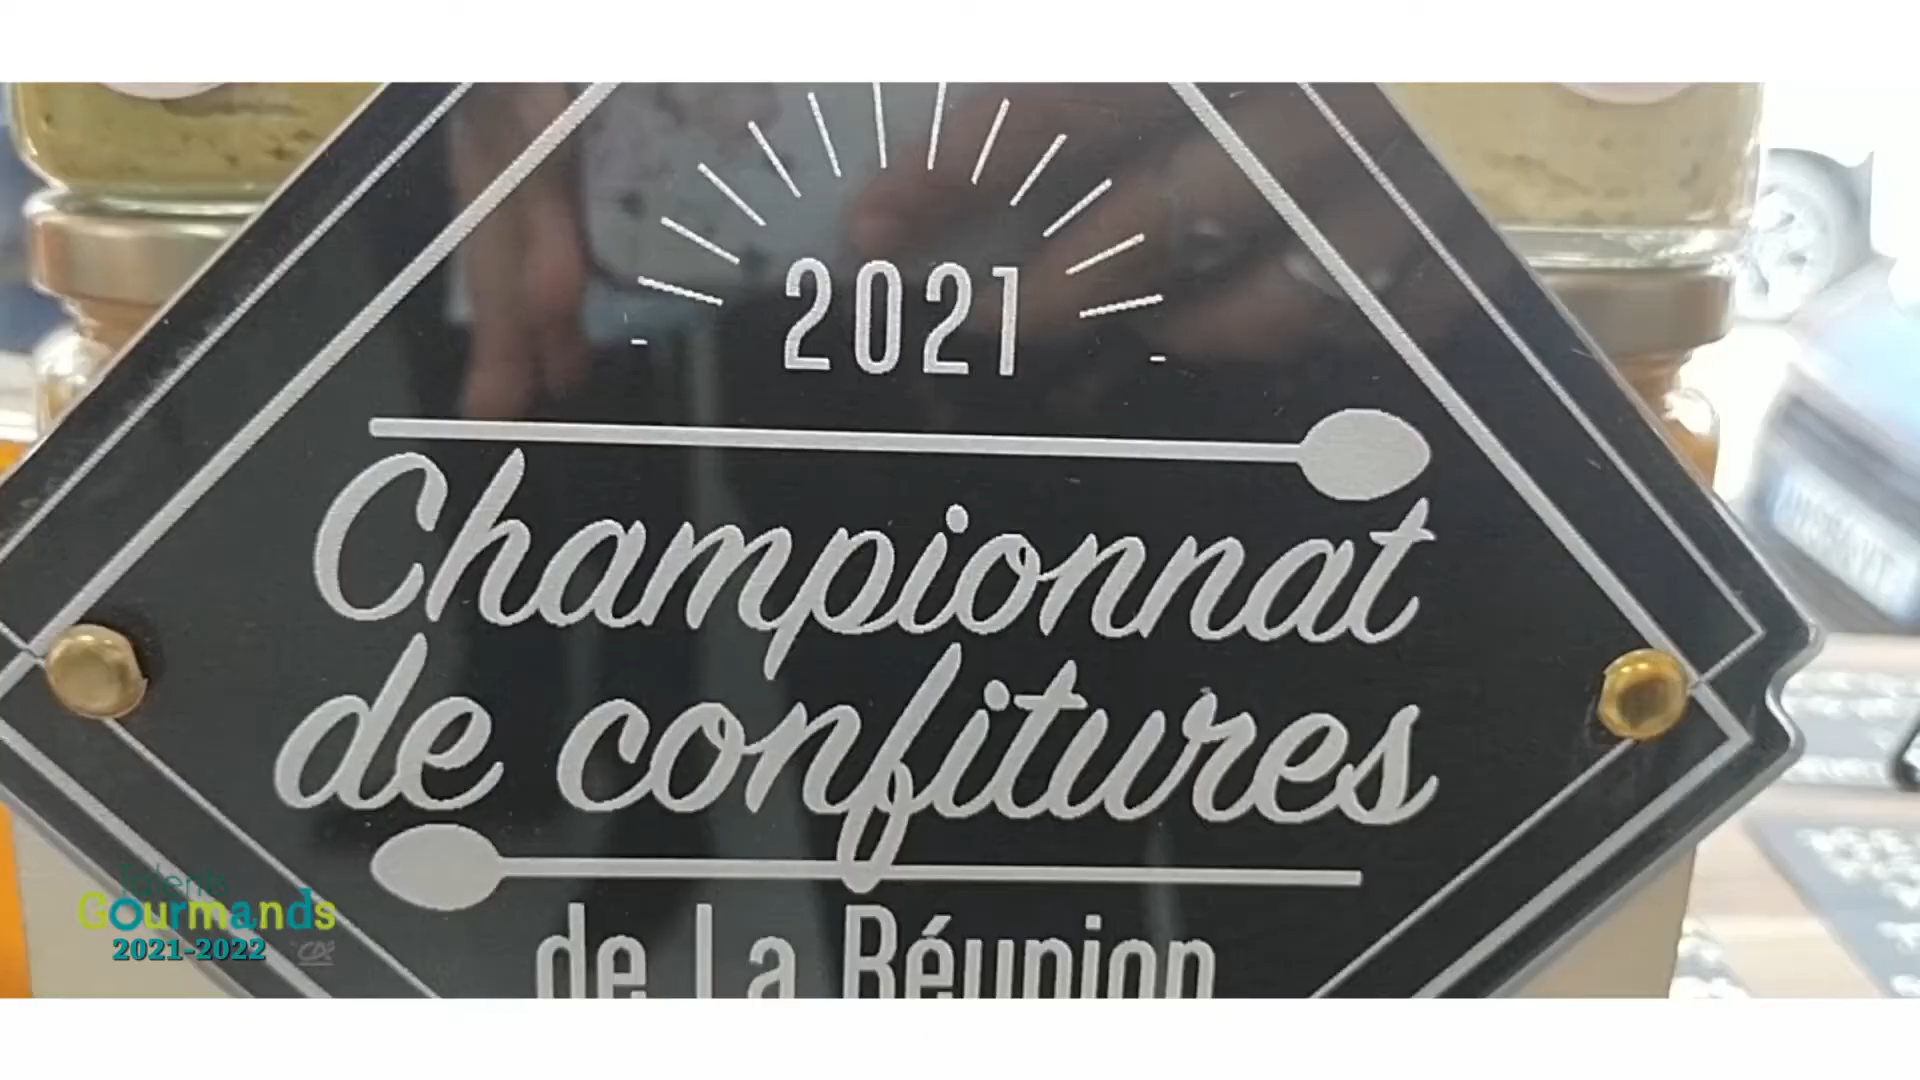 2021
Championnat
de confitures
de La Réunion
Talents
Gourmands
2021-2022